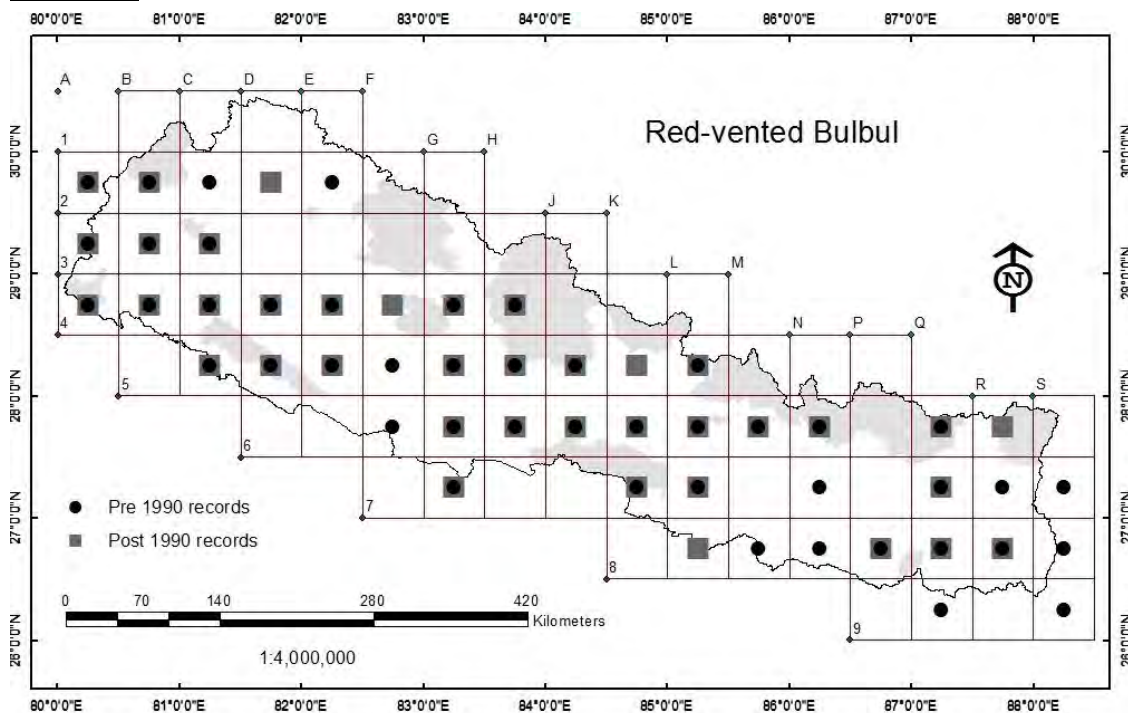 80°0'0"E 81°0'0"E 82°0'0"E 83°0'0"E 84°0'0"E 85°0'0"E 86°0'0"E 87°0'0"E 88°0'0"E
A B C D E F
Red-vented Bulbul
1 G H
30°0'0"N 30°0'0"N
2 J K
3 L M
29°0'0"N 29°0'0"N
N
4 N P Q
5 R S
28°0'0"N 28°0'0"N
6
Pre 1990 records
7
27°0'0"N 27°0'0"N
Post 1990 records
8
0 70 140 280 420
Kilometers
9
26°0'0"N 26°0'0"N
1:4,000,000
80°0'0"E 81°0'0"E 82°0'0"E 83°0'0"E 84°0'0"E 85°0'0"E 86°0'0"E 87°0'0"E 88°0'0"E